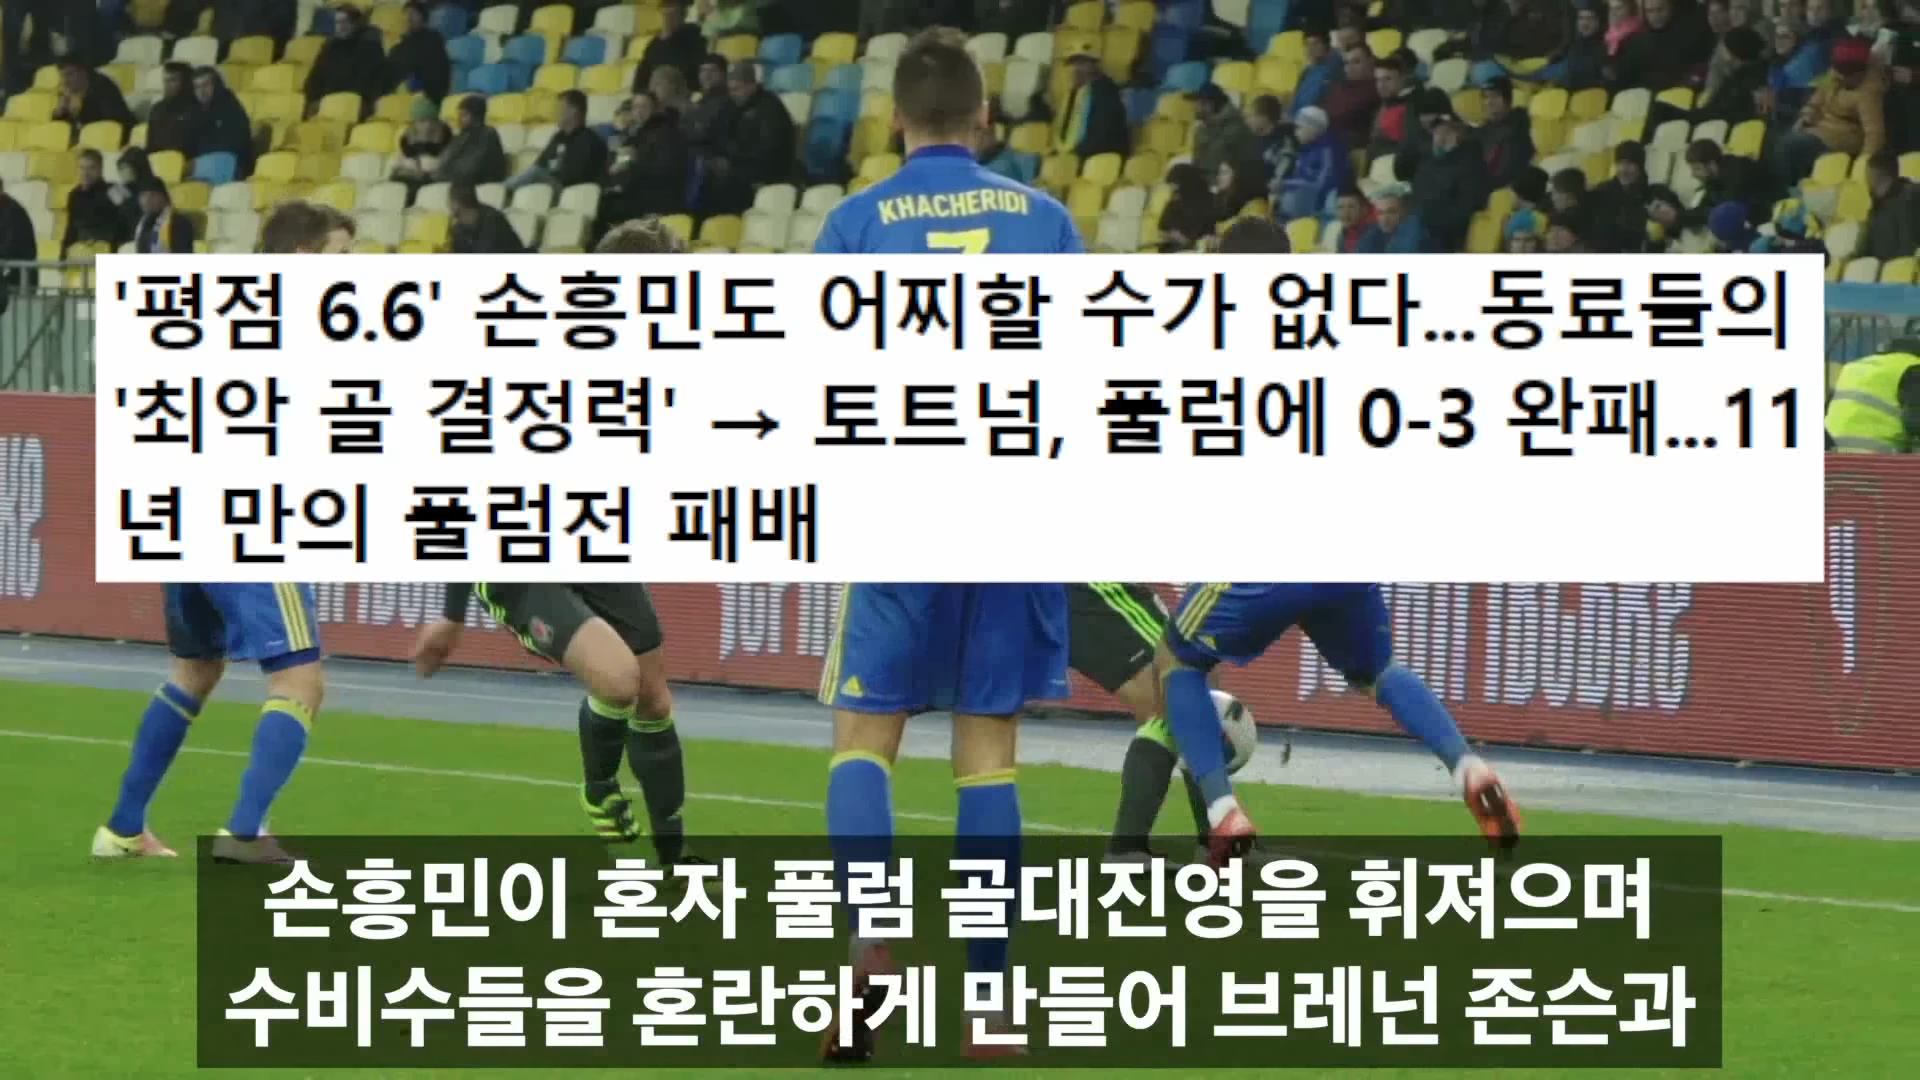 KHACHERIDI
7
'평점 6.6' 손흥민도 어찌할 수가 없다...동료들의
'최악 골 결정력' → 토트넘, 풀럼에 0-3 완패...11
년 만의 풀럼전 패배
손흥민이 혼자 풀럼 골대진영을 휘져으며
수비수들을 혼란하게 만들어 브레넌 존슨과